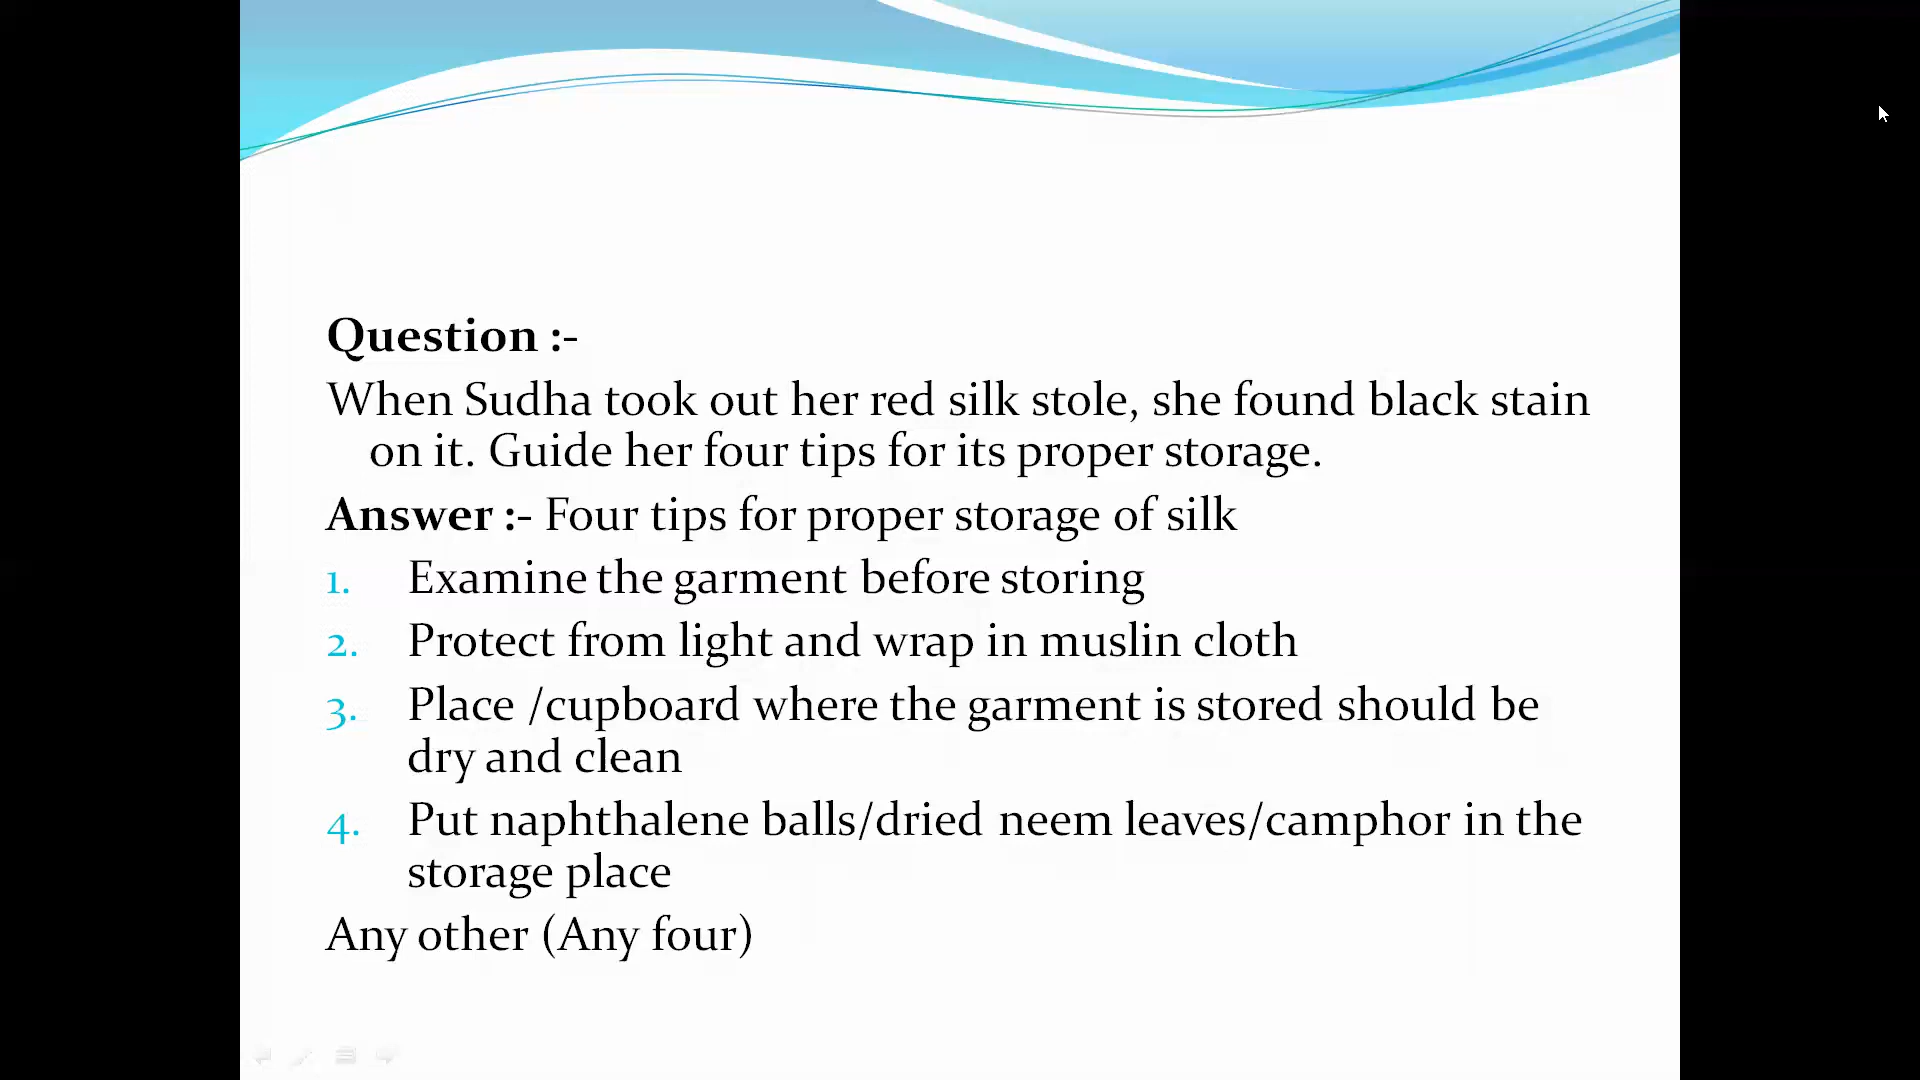 Question :-
When Sudha took out her red silk stole, she found black stain
on it. Guide her four tips for its proper storage.
Answer :- Four tips for proper storage of silk
1. Examine the garment before storing
2. Protect from light and wrap in muslin cloth
3. Place /cupboard where the garment is stored should be
dry and clean
4. Put naphthalene balls/dried neem leaves/camphor in the
storage place
Any other (Any four)